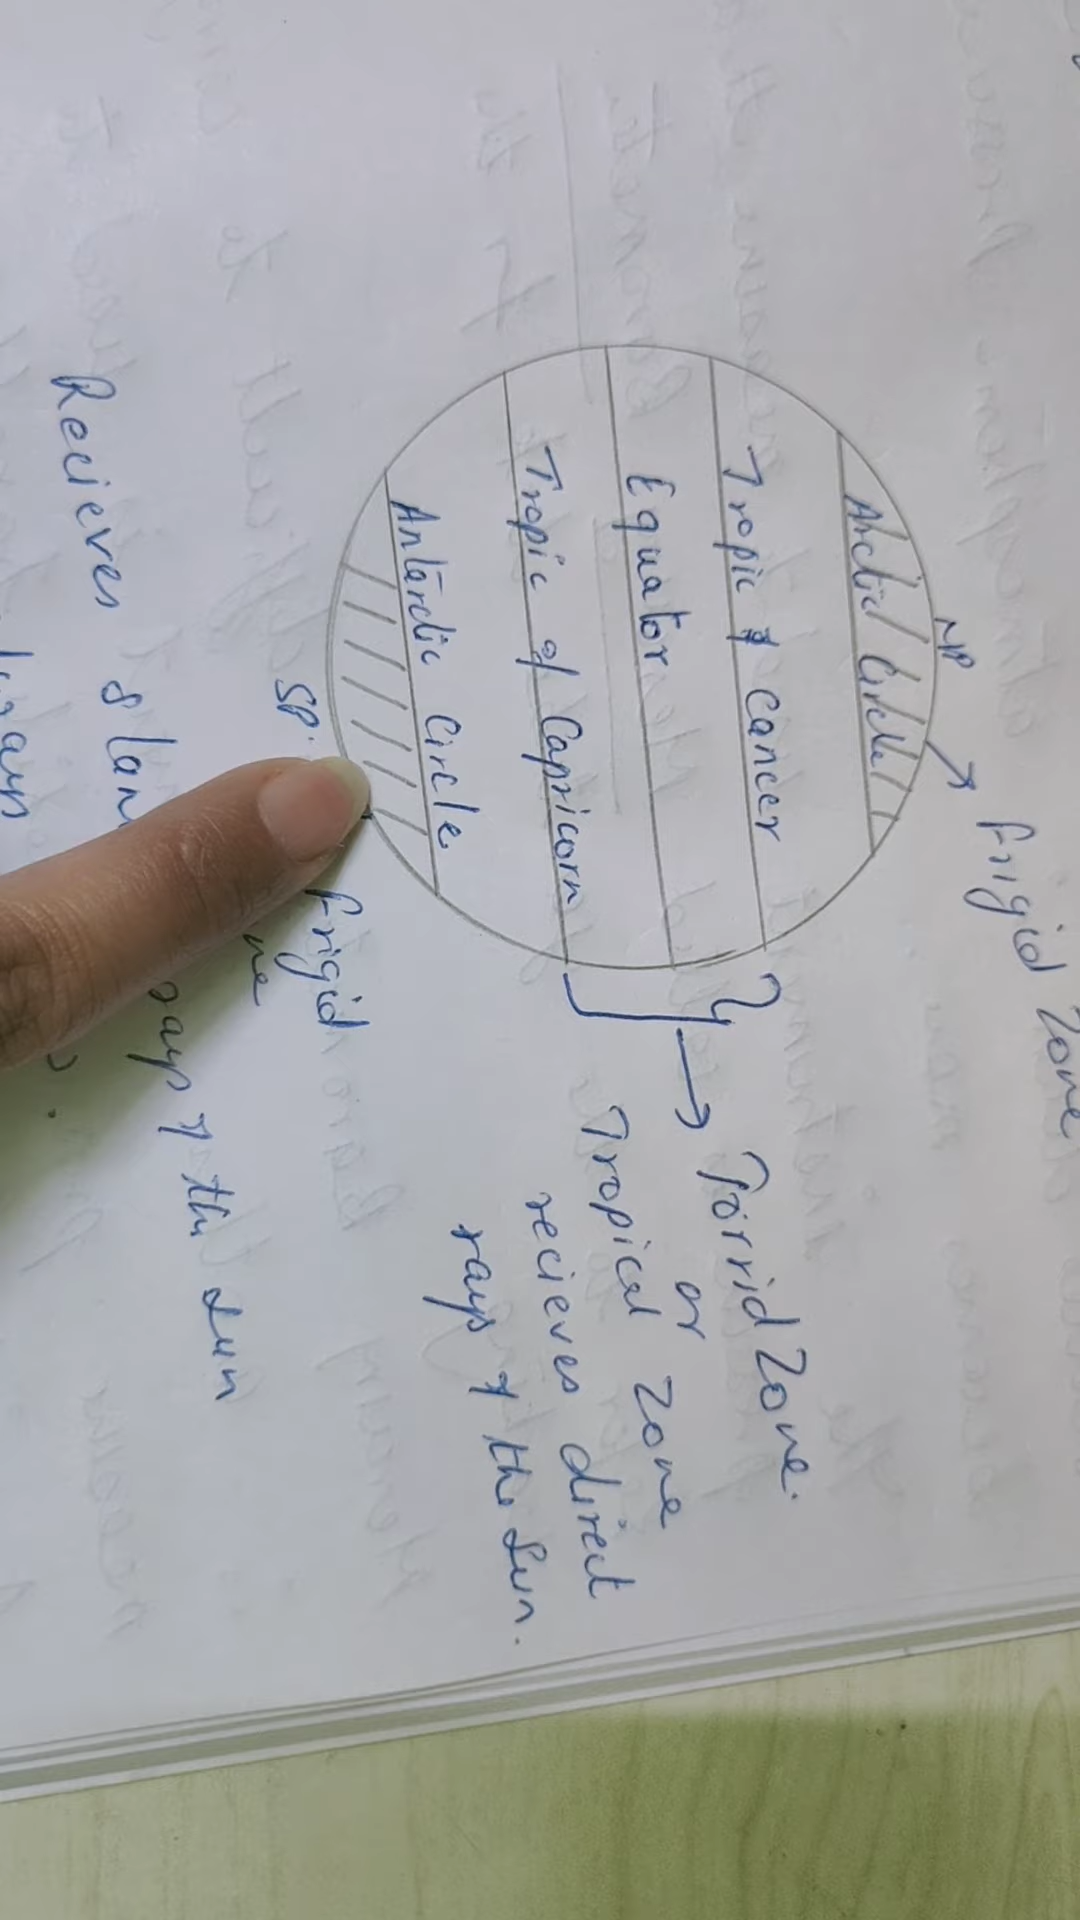 NP
Frigid Zone
Arctic Circle
Tropic of Cancer
Equator
Tropic of Capricorn
Antarctic Circle
SP.
Torrid Zone.
or
Tropical Zone
recieves direct
rays of the Sun.
Frigid
Recieves rays of the Sun